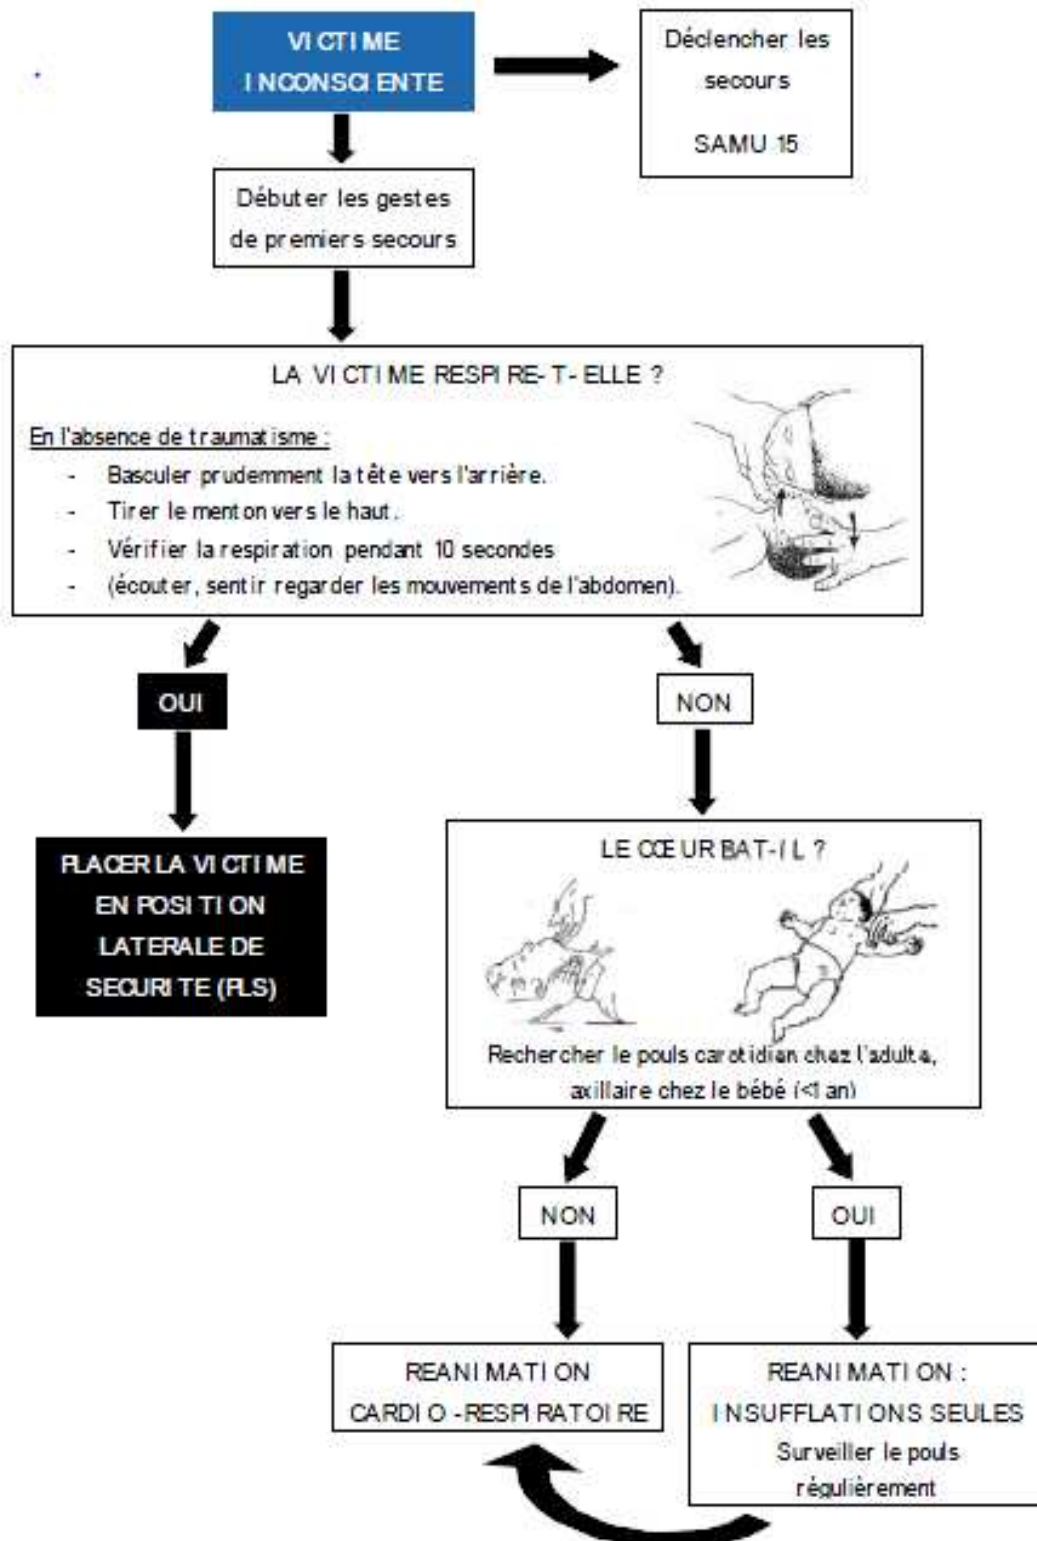 VICTIME
INCONSCIENTE
Déclencher les
secours
SAMU 15
Débuter les gestes
de premiers secours
LA VICTIME RESPIRE-T-ELLE ?
En l'absence de traumatisme :
- Basculer prudemment la tête vers l'arrière.
- Tirer le menton vers le haut.
- Vérifier la respiration pendant 10 secondes
- (écouter, sentir regarder les mouvements de l'abdomen).
OUI
NON
PLACER LA VICTIME
EN POSITION
LATERALE DE
SECURITE (PLS)
LE CŒUR BAT-IL ?
Rechercher le pouls carotidien chez l'adulte,
axillaire chez le bébé (<1 an)
NON
OUI
REANIMATION
CARDIO-RESPIRATOIRE
REANIMATION :
INSUFFLATIONS SEULES
Surveiller le pouls
régulièrement